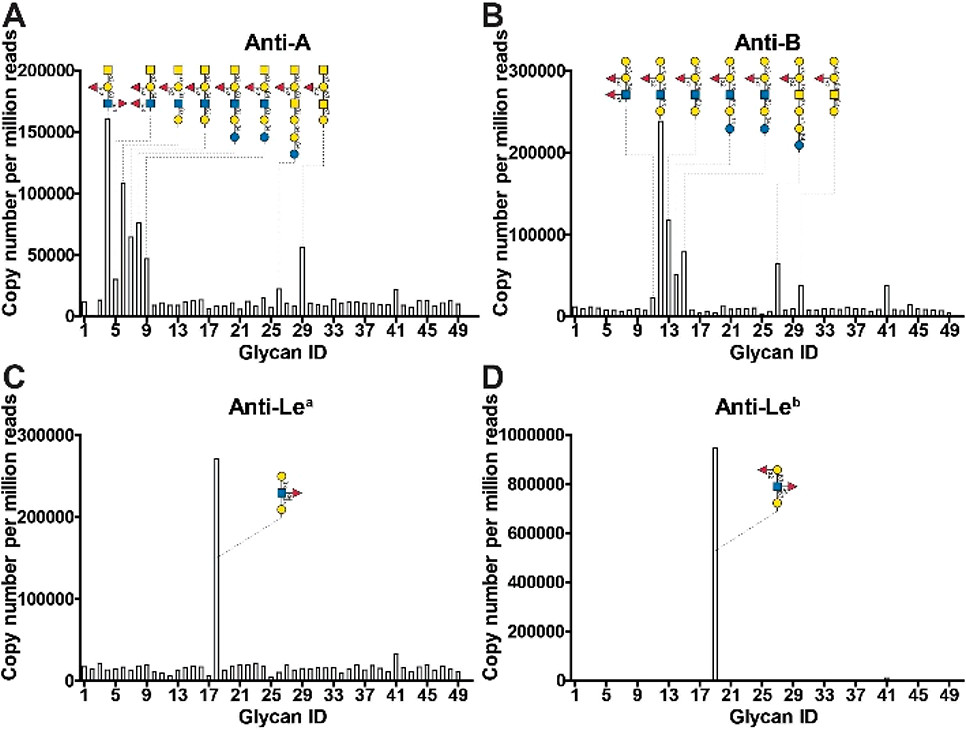 A
Anti-A
Copy number per million reads
200000
150000
100000
50000
0
1 5 9 13 17 21 25 29 33 37 41 45 49
Glycan ID
B
Anti-B
Copy number per million reads
300000
200000
100000
0
1 5 9 13 17 21 25 29 33 37 41 45 49
Glycan ID
C
Anti-Leᵃ
Copy number per million reads
300000
200000
100000
0
1 5 9 13 17 21 25 29 33 37 41 45 49
Glycan ID
D
Anti-Leᵇ
Copy number per million reads
1000000
800000
600000
400000
200000
0
1 5 9 13 17 21 25 29 33 37 41 45 49
Glycan ID